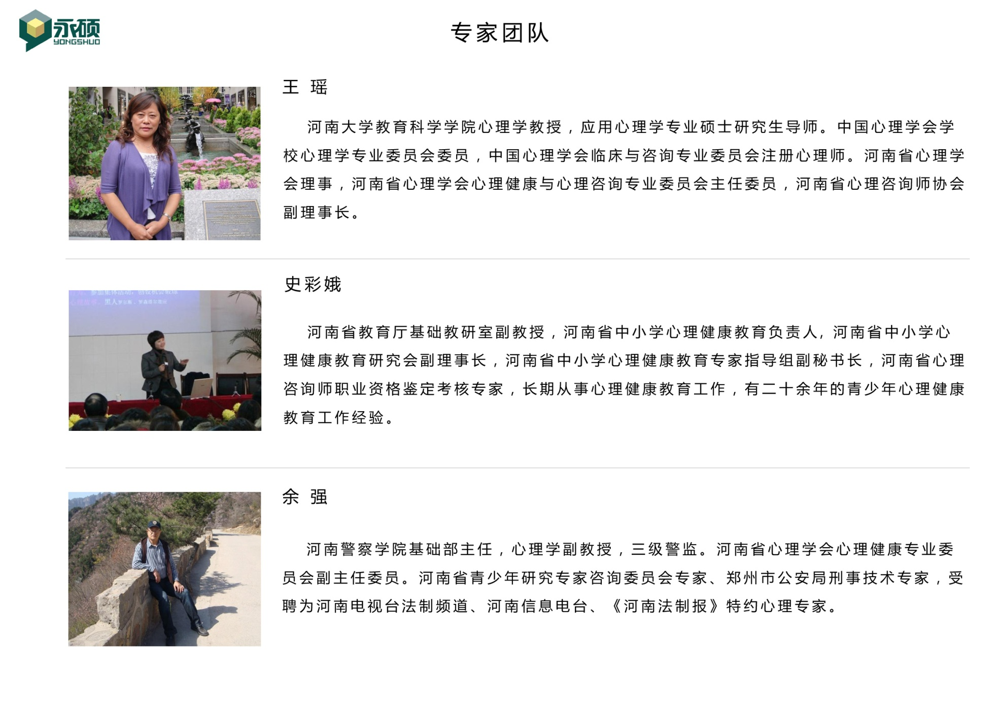 永硕
YONGSHUO
专家团队
王 瑶
河南大学教育科学学院心理学教授，应用心理学专业硕士研究生导师。中国心理学会学
校心理学专业委员会委员，中国心理学会临床与咨询专业委员会注册心理师。河南省心理学
会理事，河南省心理学会心理健康与心理咨询专业委员会主任委员，河南省心理咨询师协会
副理事长。
史彩娥
河南省教育厅基础教研室副教授，河南省中小学心理健康教育负责人, 河南省中小学心
理健康教育研究会副理事长，河南省中小学心理健康教育专家指导组副秘书长，河南省心理
咨询师职业资格鉴定考核专家，长期从事心理健康教育工作，有二十余年的青少年心理健康
教育工作经验。
余 强
河南警察学院基础部主任，心理学副教授，三级警监。河南省心理学会心理健康专业委
员会副主任委员。河南省青少年研究专家咨询委员会专家、郑州市公安局刑事技术专家，受
聘为河南电视台法制频道、河南信息电台、《河南法制报》特约心理专家。